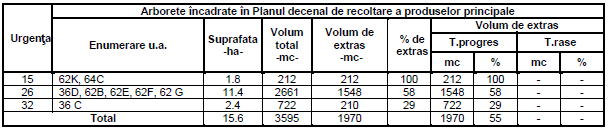 Arborete încadrate în Planul decenal de recoltare a produselor principale
Urgenţa Enumerare u.a. Suprafata -ha- Volum total -mc- Volum de extras -mc- % de extras Volum de extras
T.progres T.rase
mc % mc %
15 62K, 64C 1.8 212 212 100 212 100 - -
26 36D, 62B, 62E, 62F, 62 G 11.4 2661 1548 58 1548 58 - -
32 36 C 2.4 722 210 29 722 29 - -
Total 15.6 3595 1970 1970 55 - -